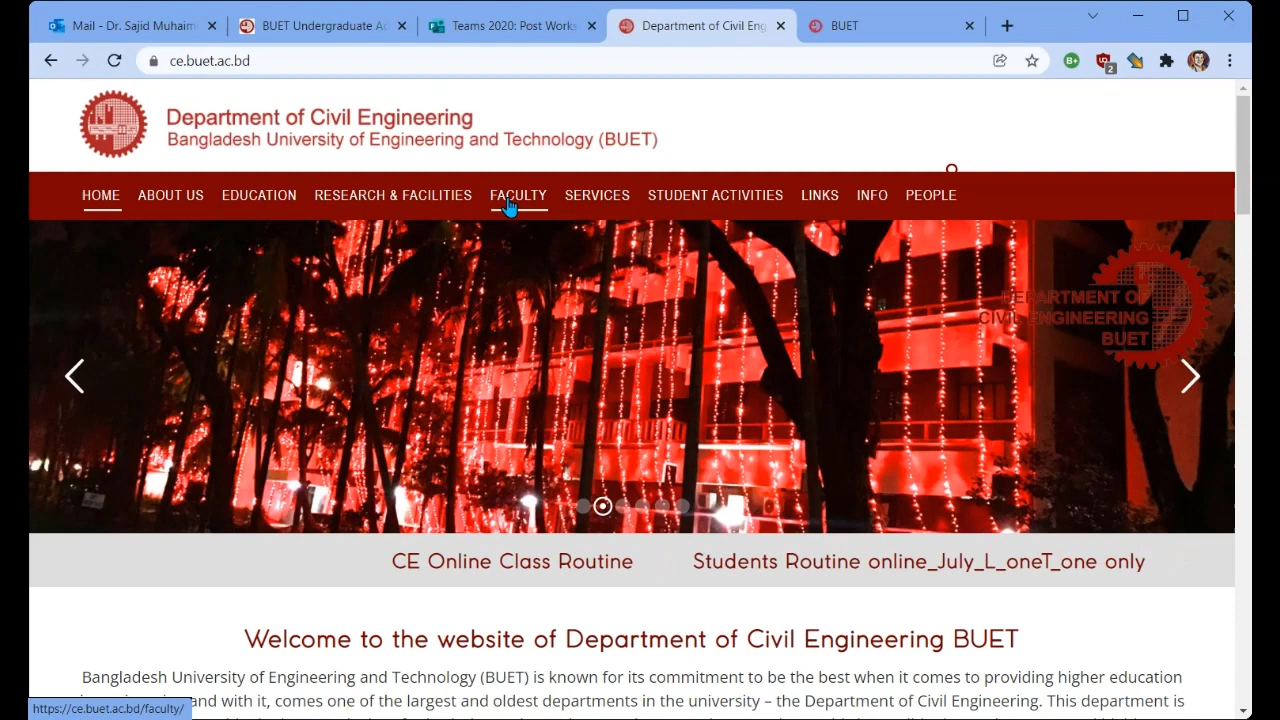 Mail - Dr. Sajid Muhaim
BUET Undergraduate Ac
Teams 2020: Post Works
Department of Civil Eng
BUET
ce.buet.ac.bd
2
Department of Civil Engineering
Bangladesh University of Engineering and Technology (BUET)
HOME ABOUT US EDUCATION RESEARCH & FACILITIES FACULTY SERVICES STUDENT ACTIVITIES LINKS INFO PEOPLE
DEPARTMENT OF
CIVIL ENGINEERING
BUET
CE Online Class Routine Students Routine online_July_L_oneT_one only
Welcome to the website of Department of Civil Engineering BUET
Bangladesh University of Engineering and Technology (BUET) is known for its commitment to be the best when it comes to providing higher education
and with it, comes one of the largest and oldest departments in the university – the Department of Civil Engineering. This department is
https://ce.buet.ac.bd/faculty/